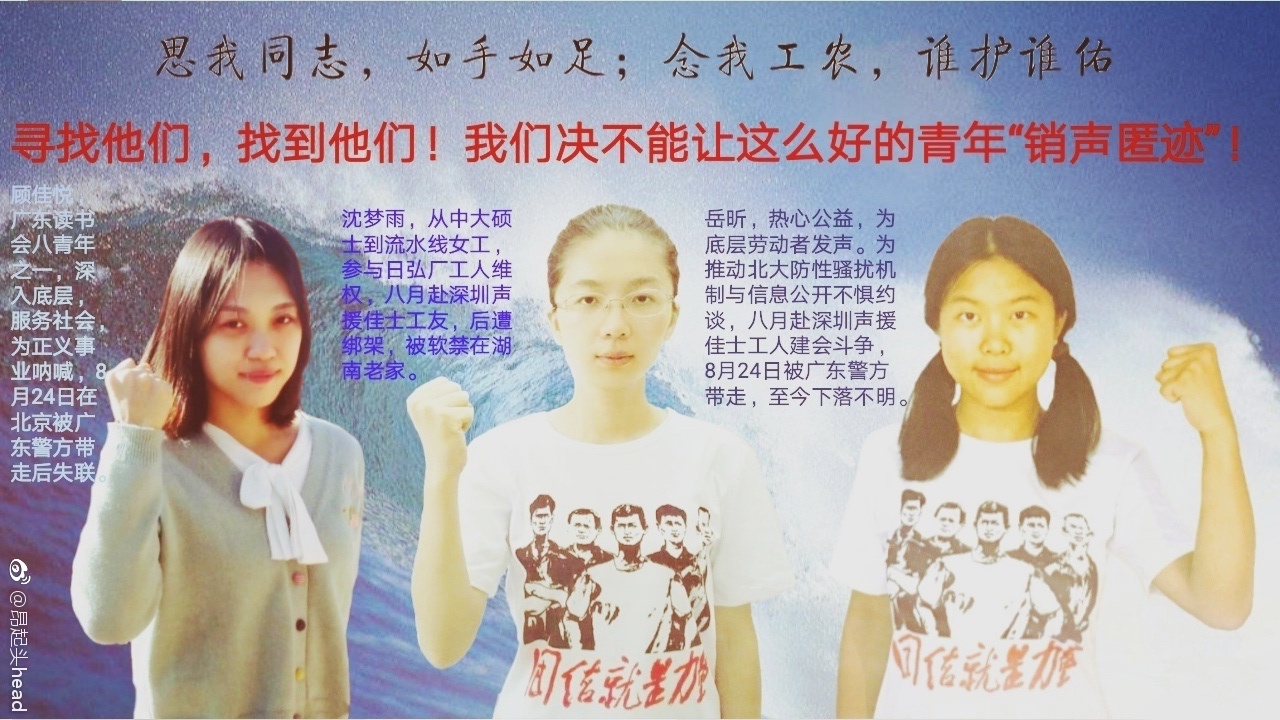 思我同志，如手如足；念我工农，谁护谁佑
寻找他们，找到他们！我们决不能让这么好的青年“销声匿迹”！
顾佳悦，
广东读书
会八青年
之一，深
入底层，
服务社会，
为正义事
业呐喊，8
月24日在
北京被广
东警方带
走后失联。
沈梦雨，从中大硕
士到流水线女工，
参与日弘厂工人维
权，八月赴深圳声
援佳士工友，后遭
绑架，被软禁在湖
南老家。
岳昕，热心公益，为
底层劳动者发声。为
推动北大防性骚扰机
制与信息公开不惧约
谈，八月赴深圳声援
佳士工人建会斗争，
8月24日被广东警方
带走，至今下落不明。
团结就是力量
团结就是力量
@昂起头head